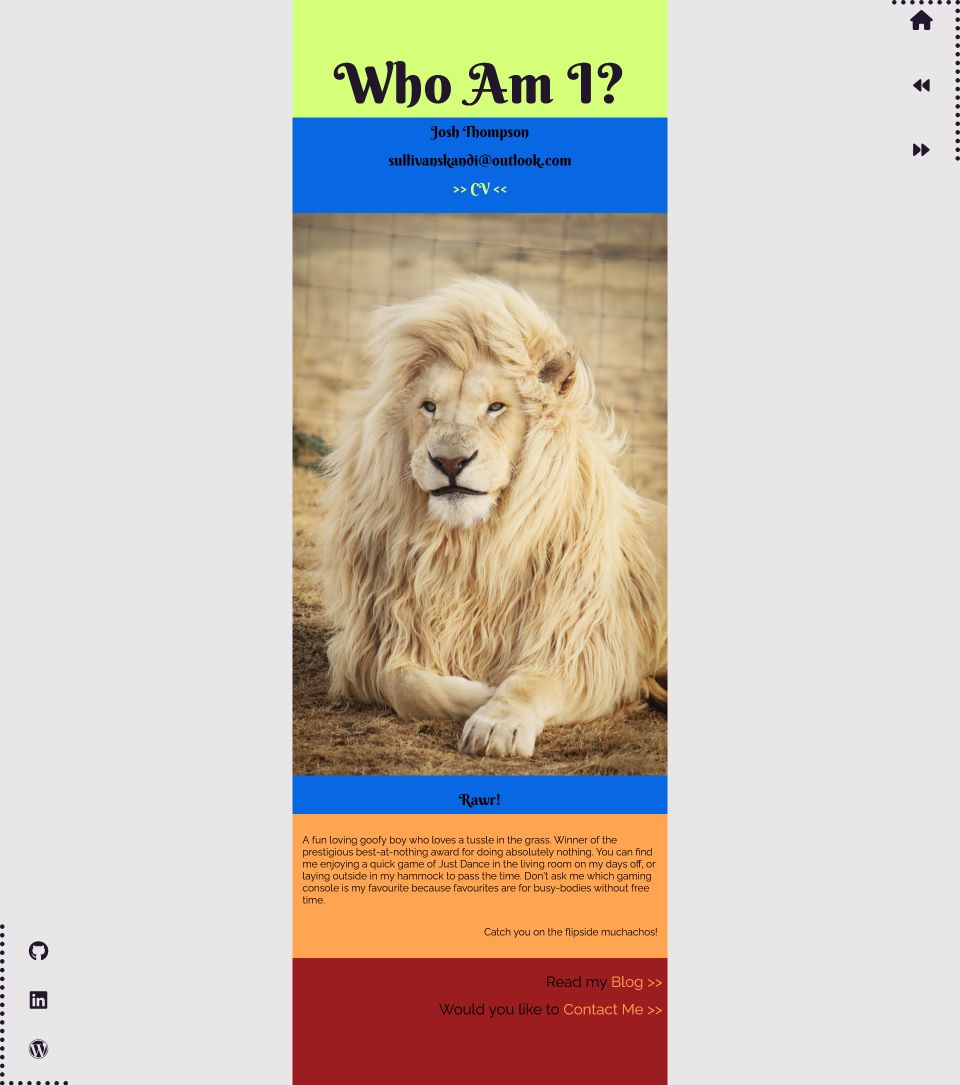 Who Am I?
Josh Thompson
sullivanskandi@outlook.com
>> CV <<
Rawr!
A fun loving goofy boy who loves a tussle in the grass. Winner of the
prestigious best-at-nothing award for doing absolutely nothing. You can find
me enjoying a quick game of Just Dance in the living room on my days off, or
laying outside in my hammock to pass the time. Don't ask me which gaming
console is my favourite because favourites are for busy-bodies without free
time.
Catch you on the flipside muchachos!
Read my Blog >>
Would you like to Contact Me >>